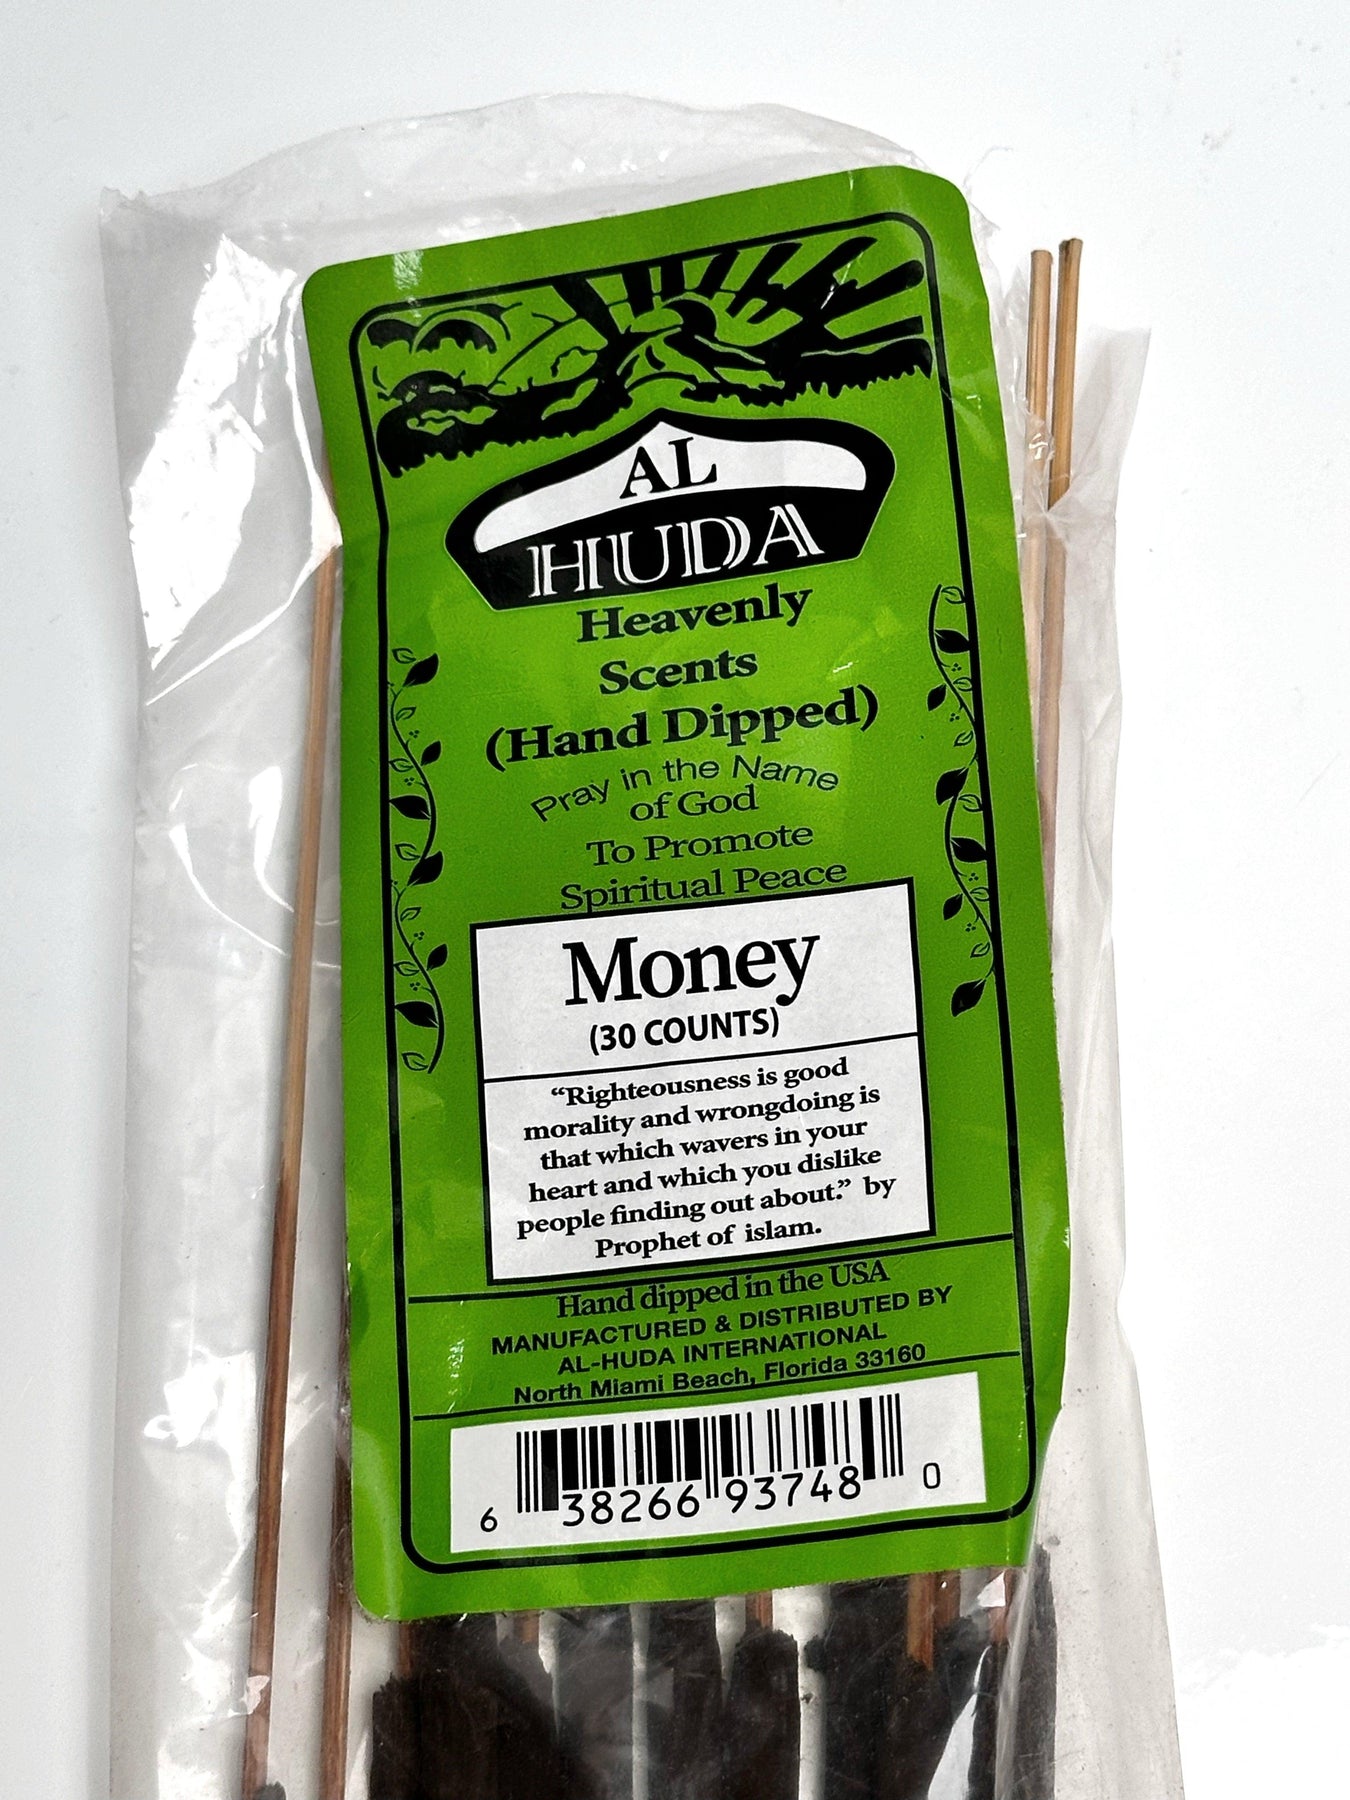 AL
HUDA
Heavenly
Scents
(Hand Dipped)
Pray in the Name
of God
To Promote
Spiritual Peace
Money
(30 COUNTS)
“Righteousness is good
morality and wrongdoing is
that which wavers in your
heart and which you dislike
people finding out about.” by
Prophet of islam.
Hand dipped in the USA
MANUFACTURED & DISTRIBUTED BY
AL-HUDA INTERNATIONAL
North Miami Beach, Florida 33160
6 38266 93748 0